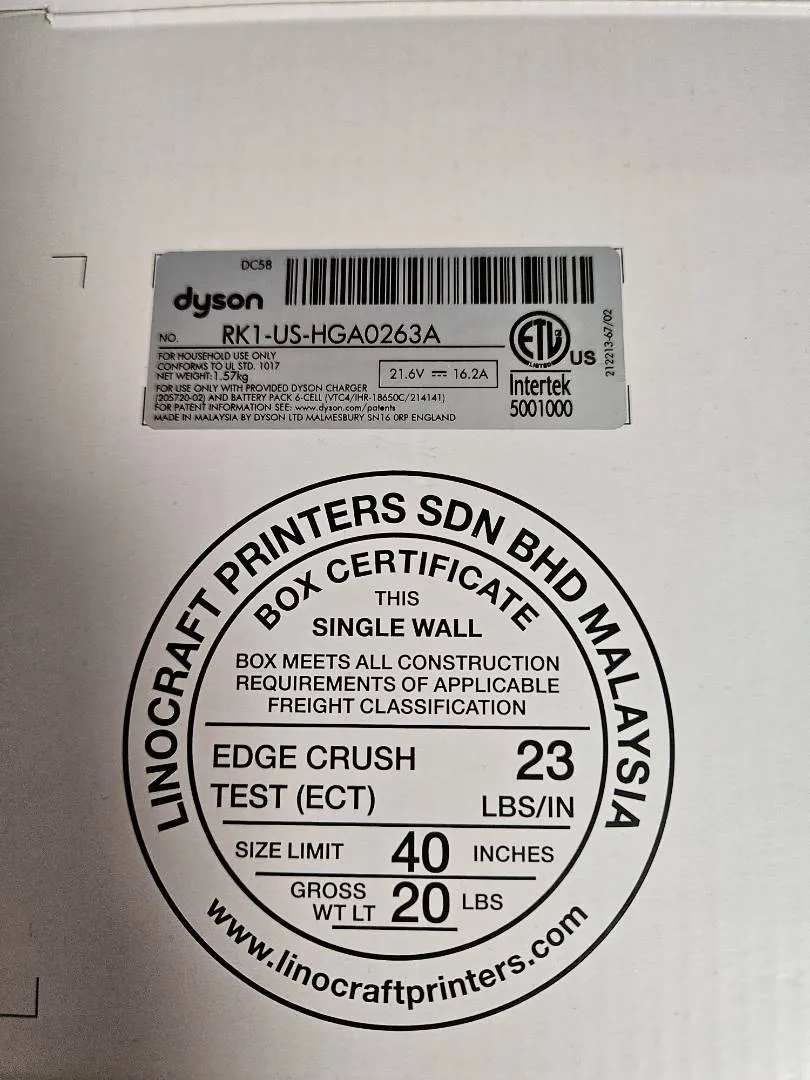 DC58
dyson
NO. RK1-US-HGA0263A
FOR HOUSEHOLD USE ONLY
CONFORMS TO UL STD. 1017
NET WEIGHT:1.57kg
21.6V ⎓ 16.2A
FOR USE ONLY WITH PROVIDED DYSON CHARGER
(205720-02) AND BATTERY PACK 6-CELL (VTC4/IHR-18650C/214141)
FOR PATENT INFORMATION SEE: www.dyson.com/patents
MADE IN MALAYSIA BY DYSON LTD MALMESBURY SN16 0RP ENGLAND
ETL
LISTED
US
Intertek
5001000
212213-67/02
LINOCRAFT PRINTERS SDN BHD MALAYSIA
BOX CERTIFICATE
THIS
SINGLE WALL
BOX MEETS ALL CONSTRUCTION
REQUIREMENTS OF APPLICABLE
FREIGHT CLASSIFICATION
EDGE CRUSH 23
TEST (ECT) LBS/IN
SIZE LIMIT 40 INCHES
GROSS
WT LT 20 LBS
www.linocraftprinters.com